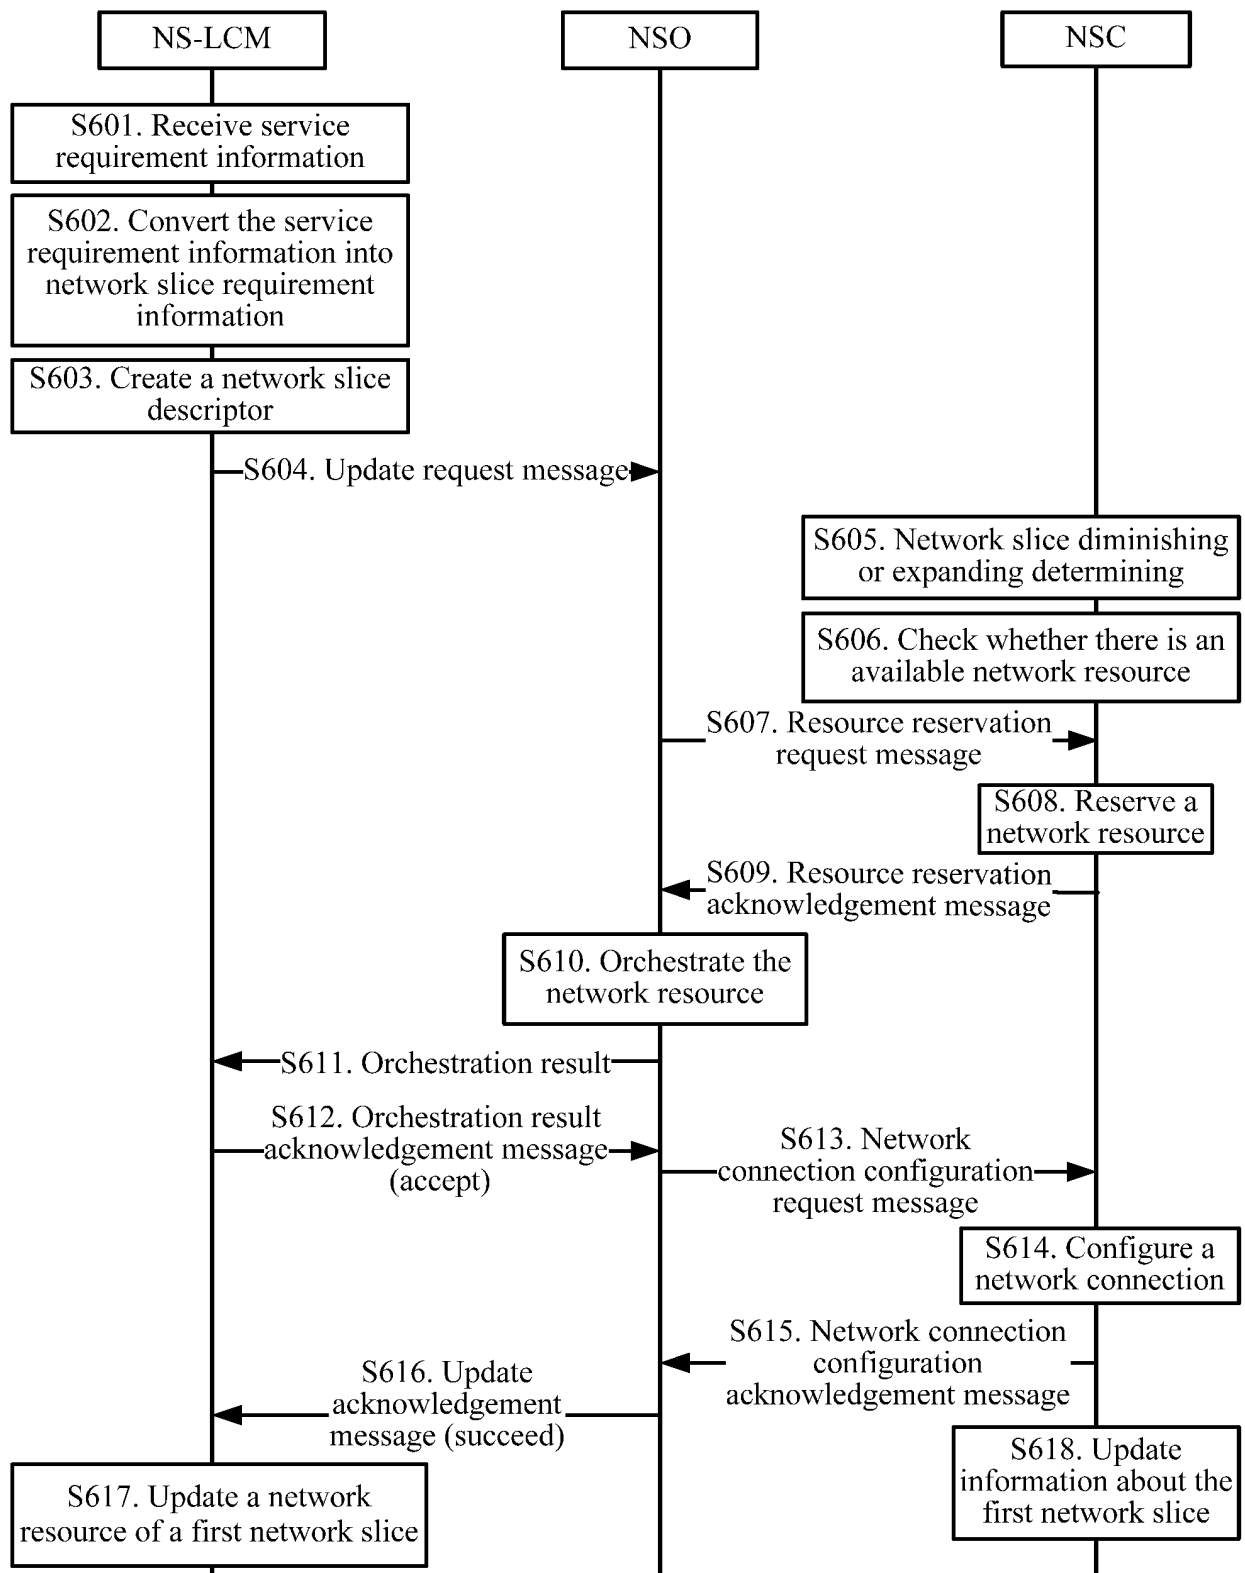 NS-LCM
NSO
NSC
S601. Receive service
requirement information
S602. Convert the service
requirement information into
network slice requirement
information
S603. Create a network slice
descriptor
S604. Update request message
S605. Network slice diminishing
or expanding determining
S606. Check whether there is an
available network resource
S607. Resource reservation
request message
S608. Reserve a
network resource
S609. Resource reservation
acknowledgement message
S610. Orchestrate the
network resource
S611. Orchestration result
S612. Orchestration result
acknowledgement message
(accept)
S613. Network
connection configuration
request message
S614. Configure a
network connection
S615. Network connection
configuration
acknowledgement message
S616. Update
acknowledgement
message (succeed)
S617. Update a network
resource of a first network slice
S618. Update
information about the
first network slice